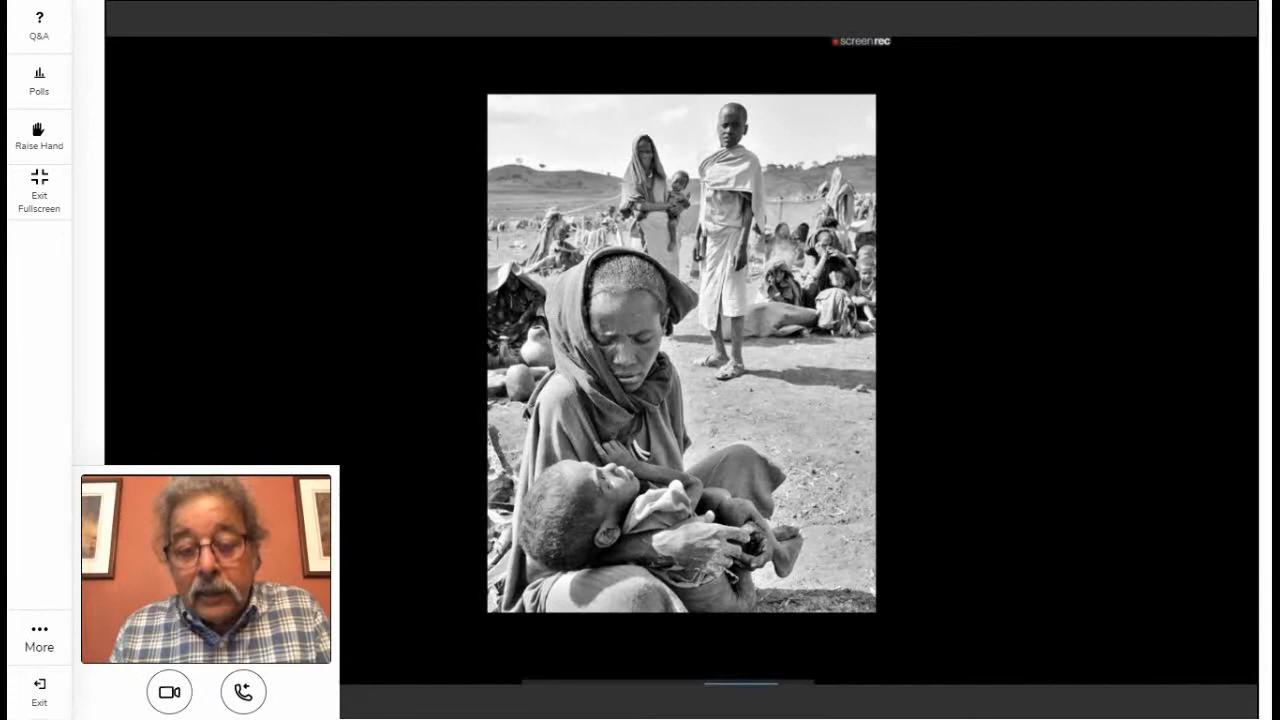 ?
Q&A
Polls
Raise Hand
Exit
Fullscreen
screenrec
•••
More
Exit